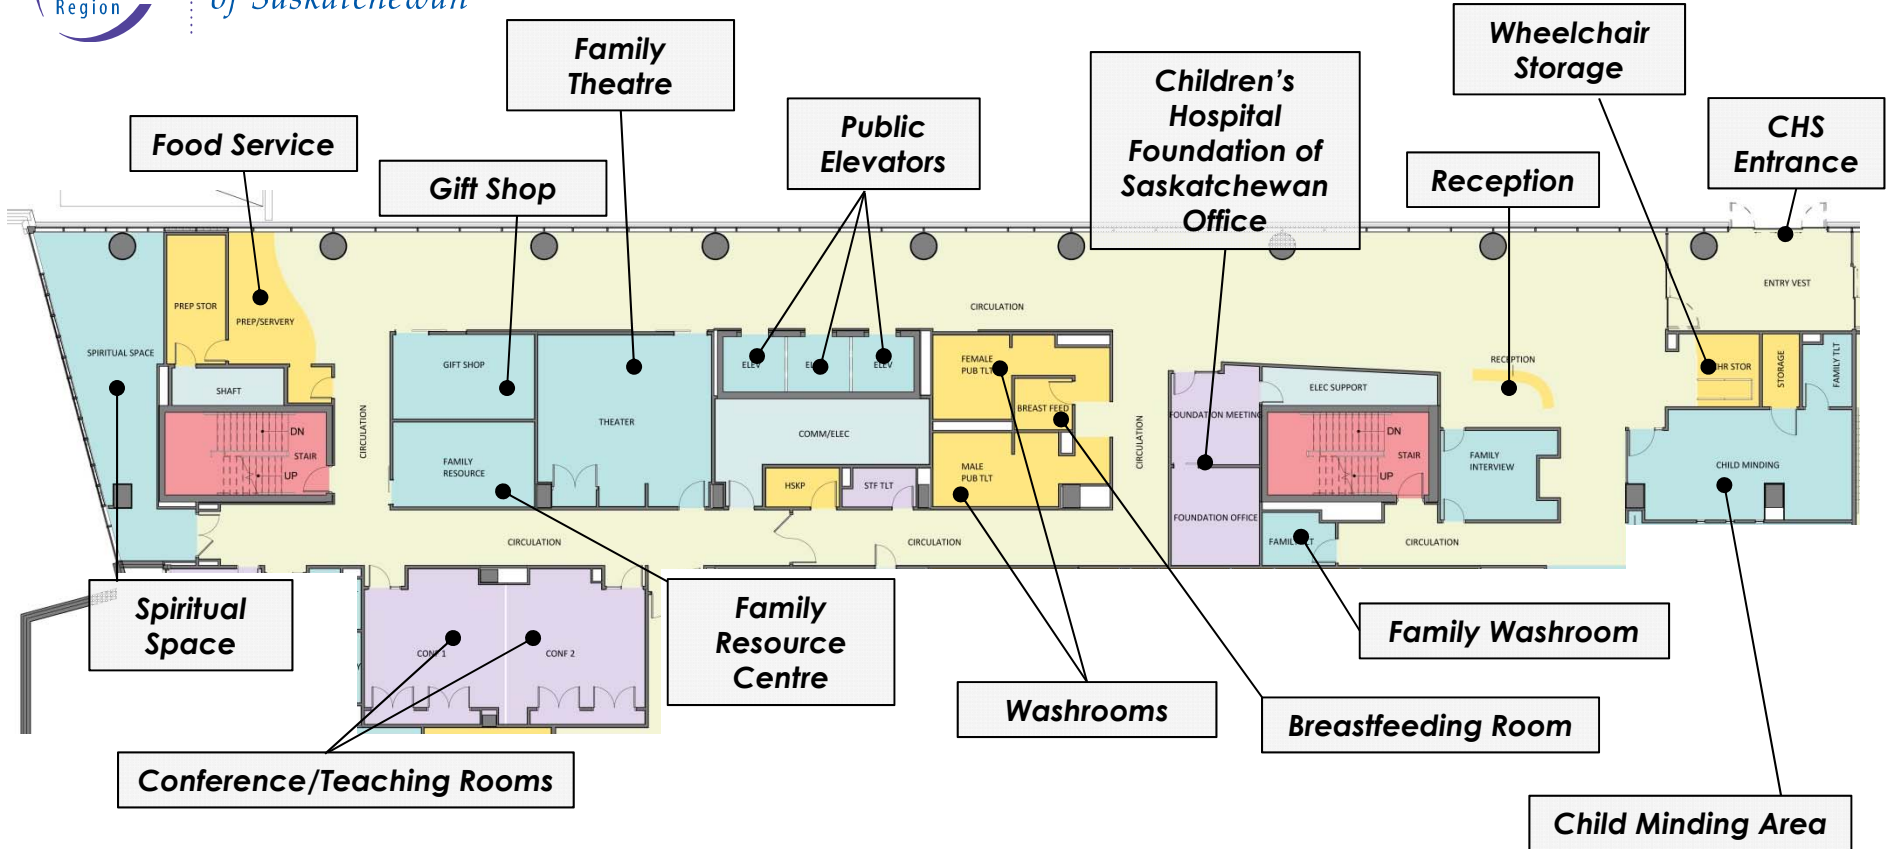 Region
of Saskatchewan
Family
Theatre
Wheelchair
Storage
Children's
Hospital
Foundation of
Saskatchewan
Office
Public
Elevators
CHS
Entrance
Food Service
Gift Shop
Reception
PREP STOR
PREP/SERVERY
SPIRITUAL SPACE
SHAFT
DN
STAIR
UP
CIRCULATION
GIFT SHOP
FAMILY
RESOURCE
THEATER
ELEV
ELEV
COMM/ELEC
HSKP
STF TLT
CIRCULATION
FEMALE
PUB TLT
BREAST FEED
MALE
PUB TLT
CIRCULATION
FOUNDATION MEETING
FOUNDATION OFFICE
ELEC SUPPORT
DN
STAIR
UP
RECEPTION
FAMILY
INTERVIEW
ENTRY VEST
HR STOR
STORAGE
FAMILY TLT
CHILD MINDING
CIRCULATION
CIRCULATION
CIRCULATION
CONF 1
CONF 2
Spiritual
Space
Family
Resource
Centre
Family Washroom
Washrooms
Breastfeeding Room
Conference/Teaching Rooms
Child Minding Area